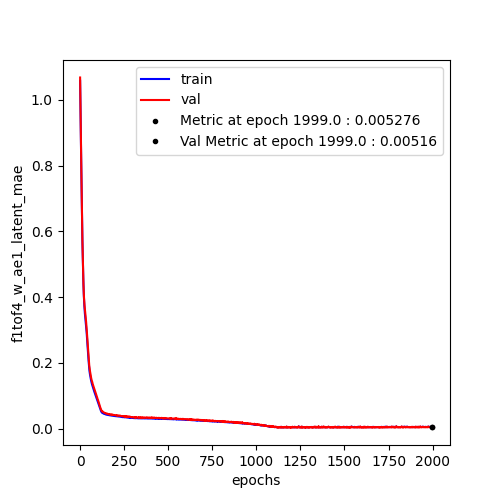 train
val
Metric at epoch 1999.0 : 0.005276
Val Metric at epoch 1999.0 : 0.00516
f1tof4_w_ae1_latent_mae
1.0
0.8
0.6
0.4
0.2
0.0
0 250 500 750 1000 1250 1500 1750 2000
epochs